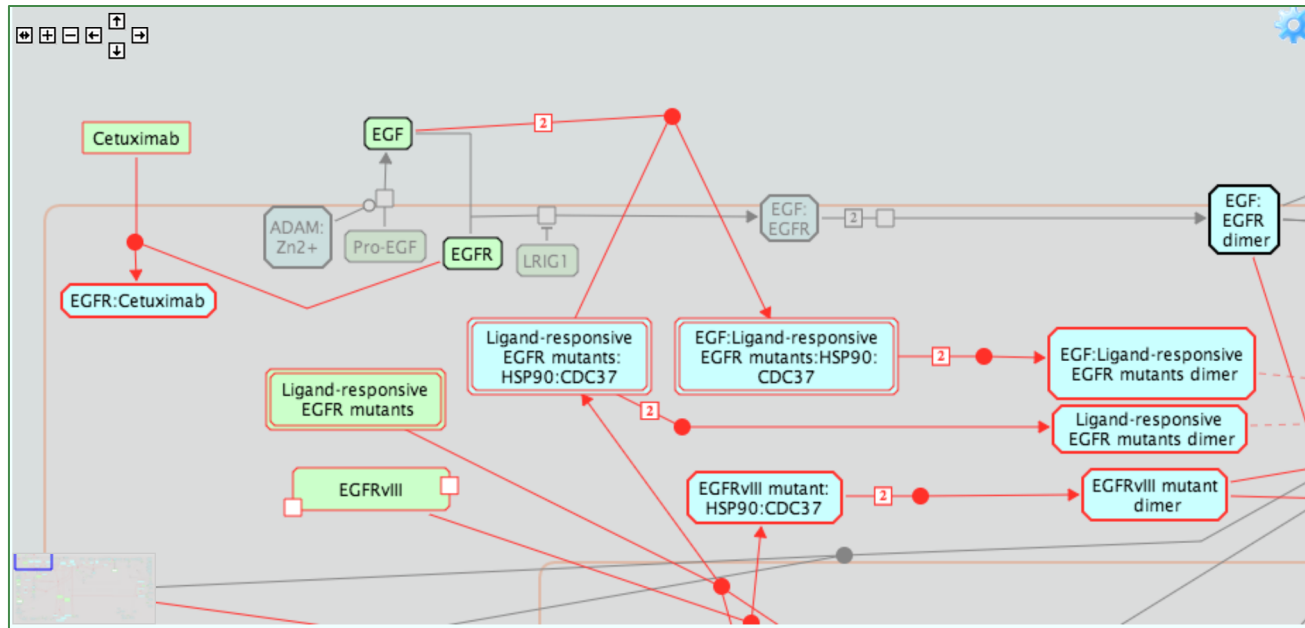 EGF
2
Cetuximab
EGF:
EGFR
2
EGF:
EGFR
dimer
ADAM:
Zn2+
Pro-EGF
EGFR
LRIG1
EGFR:Cetuximab
Ligand-responsive
EGFR mutants:
HSP90:CDC37
EGF:Ligand-responsive
EGFR mutants:HSP90:
CDC37
2
EGF:Ligand-responsive
EGFR mutants dimer
Ligand-responsive
EGFR mutants
2
Ligand-responsive
EGFR mutants dimer
EGFRvIII
EGFRvIII mutant:
HSP90:CDC37
2
EGFRvIII mutant
dimer